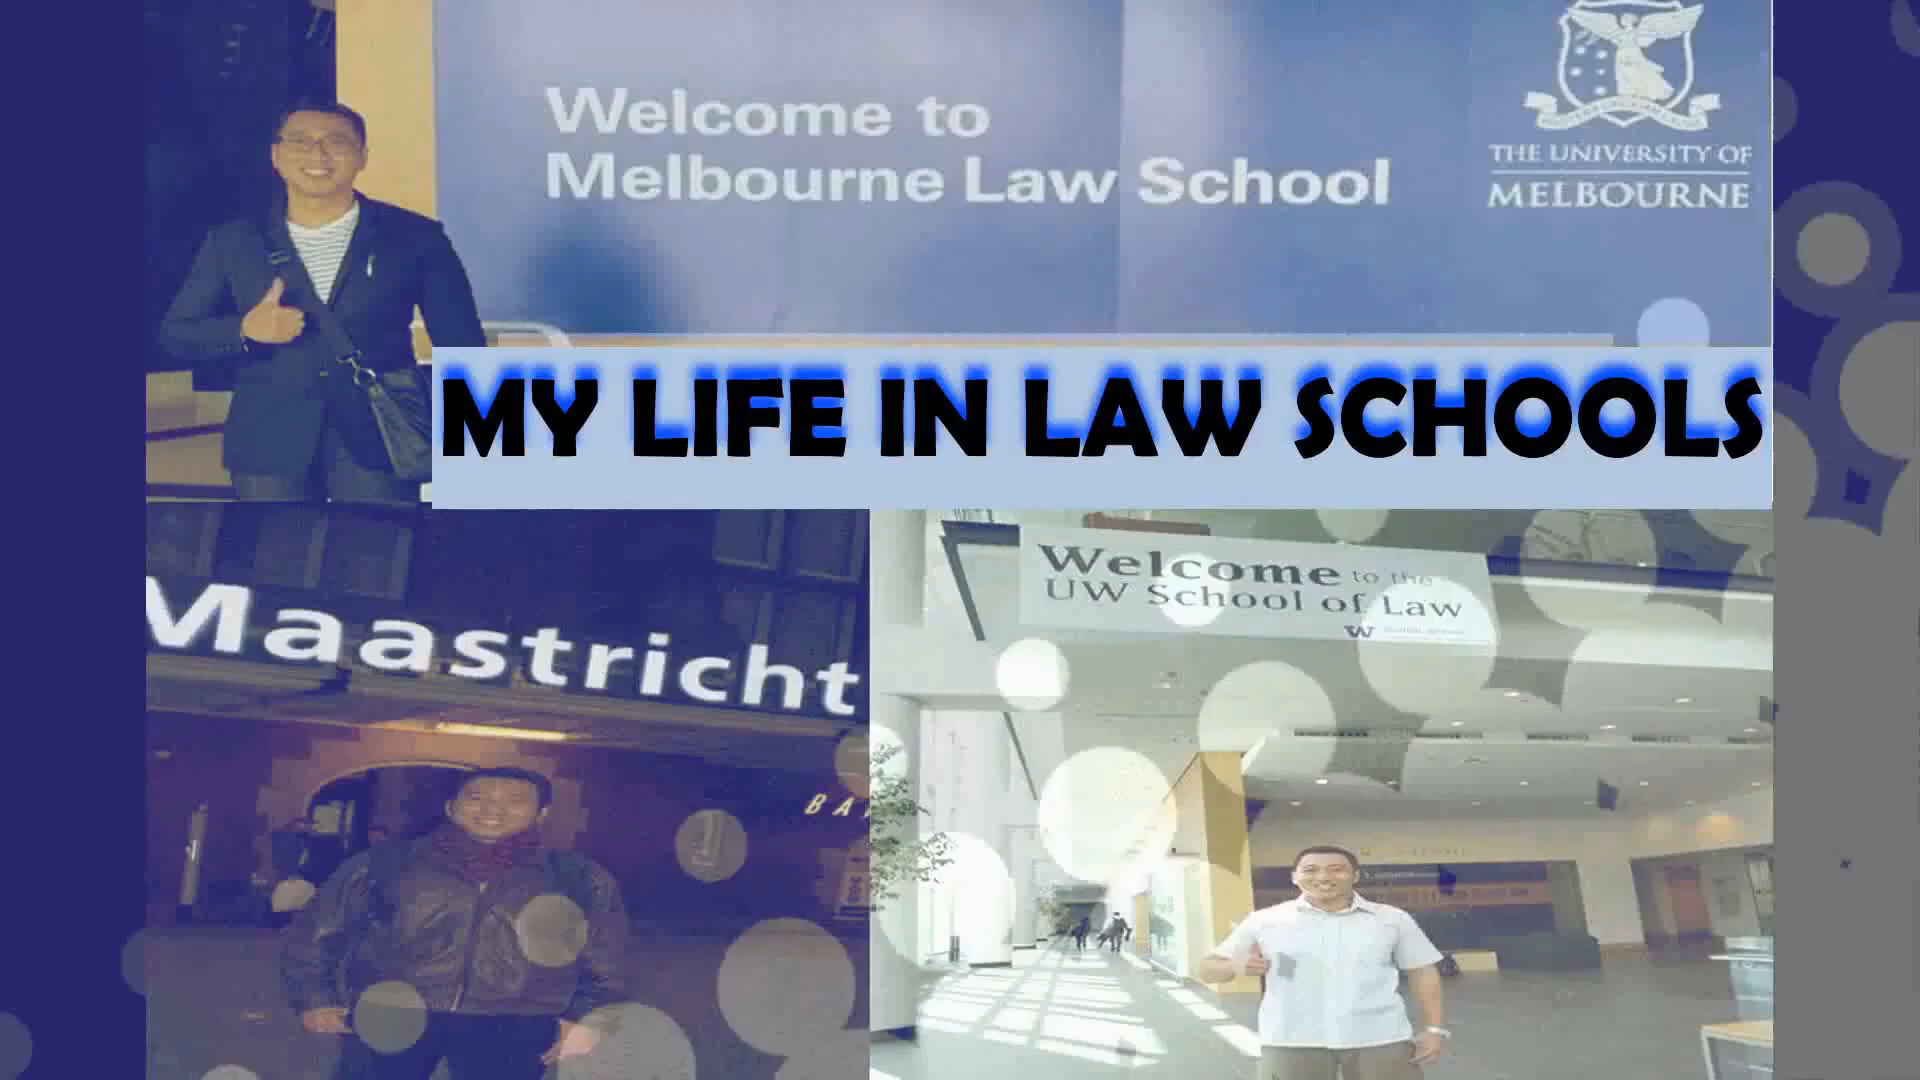 Welcome to
Melbourne Law School
THE UNIVERSITY OF
MELBOURNE
MY LIFE IN LAW SCHOOLS
Maastricht
Welcome to the
UW School of Law
W
BA